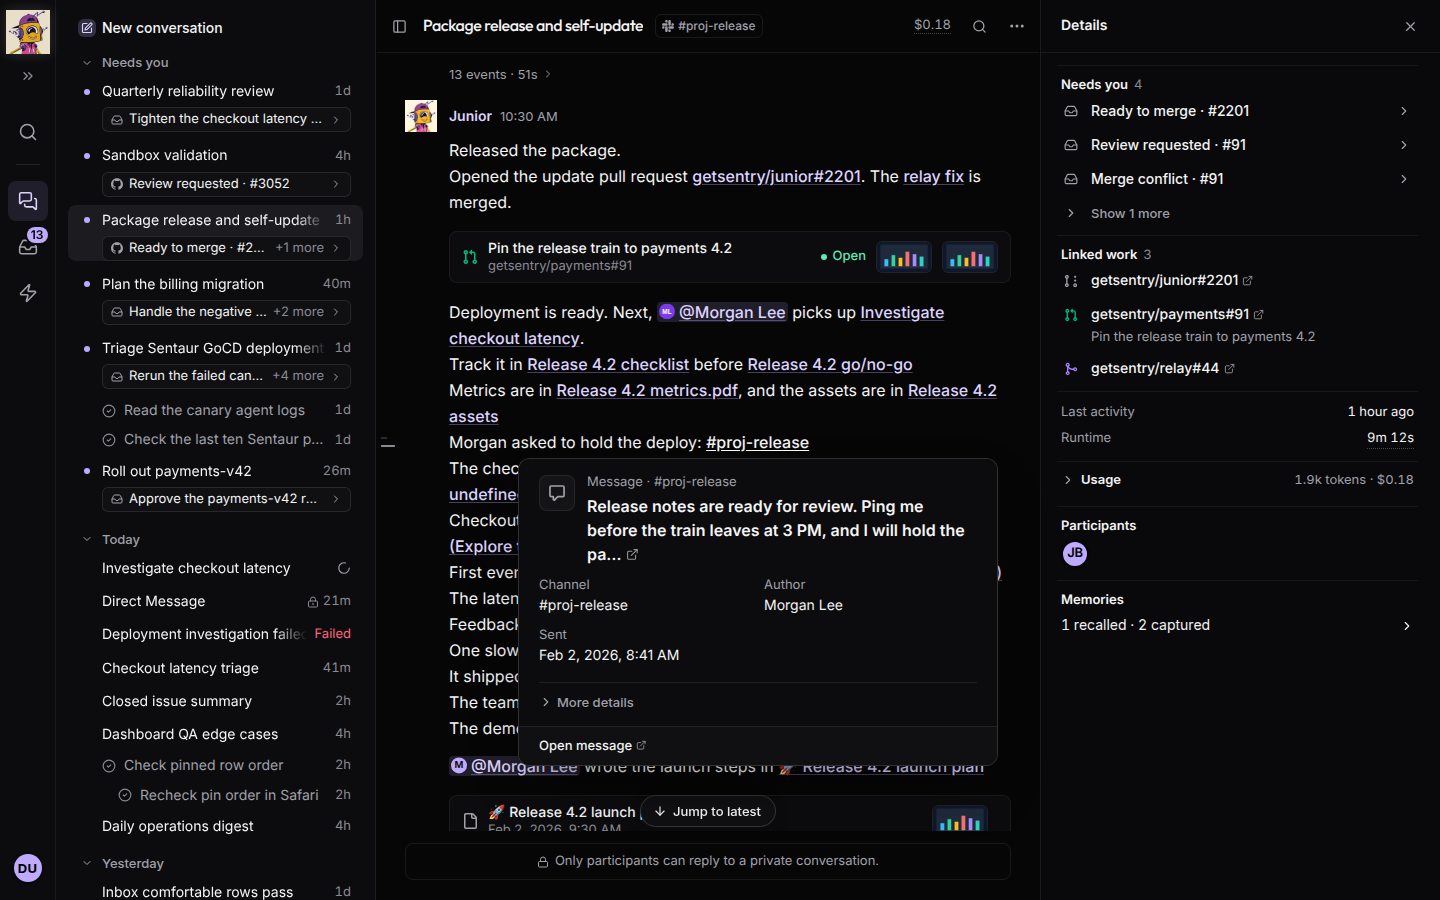 New conversation
Needs you
Quarterly reliability review 1d
Tighten the checkout latency ...
Sandbox validation 4h
Review requested · #3052
Package release and self-update 1h
Ready to merge · #2... +1 more
13
Plan the billing migration 40m
Handle the negative ... +2 more
Triage Sentaur GoCD deployment 1d
Rerun the failed can... +4 more
Read the canary agent logs 1d
Check the last ten Sentaur p... 1d
Roll out payments-v42 26m
Approve the payments-v42 r...
Today
Investigate checkout latency
Direct Message 21m
Deployment investigation failed Failed
Checkout latency triage 41m
Closed issue summary 2h
Dashboard QA edge cases 4h
Check pinned row order 2h
Recheck pin order in Safari 2h
Daily operations digest 4h
Yesterday
Inbox comfortable rows pass 1d
DU
Package release and self-update #proj-release $0.18
13 events · 51s
Junior 10:30 AM
Released the package.
Opened the update pull request getsentry/junior#2201. The relay fix is
merged.
Pin the release train to payments 4.2
getsentry/payments#91
Open
Deployment is ready. Next, ML @Morgan Lee picks up Investigate
checkout latency.
Track it in Release 4.2 checklist before Release 4.2 go/no-go
Metrics are in Release 4.2 metrics.pdf, and the assets are in Release 4.2
assets
Morgan asked to hold the deploy: #proj-release
The chec
undefine
Checkout
(Explore
First ever )
The laten
Feedback
One slow
It shipped
The team
The demo
Message · #proj-release
Release notes are ready for review. Ping me
before the train leaves at 3 PM, and I will hold the
pa...
Channel Author
#proj-release Morgan Lee
Sent
Feb 2, 2026, 8:41 AM
More details
Open message
M @Morgan Lee wrote the launch steps in 🚀 Release 4.2 launch plan
🚀 Release 4.2 launch
Feb 2, 2026, 9:30 AM
Jump to latest
Only participants can reply to a private conversation.
Details
Needs you 4
Ready to merge · #2201
Review requested · #91
Merge conflict · #91
Show 1 more
Linked work 3
getsentry/junior#2201
getsentry/payments#91
Pin the release train to payments 4.2
getsentry/relay#44
Last activity 1 hour ago
Runtime 9m 12s
Usage 1.9k tokens · $0.18
Participants
JB
Memories
1 recalled · 2 captured